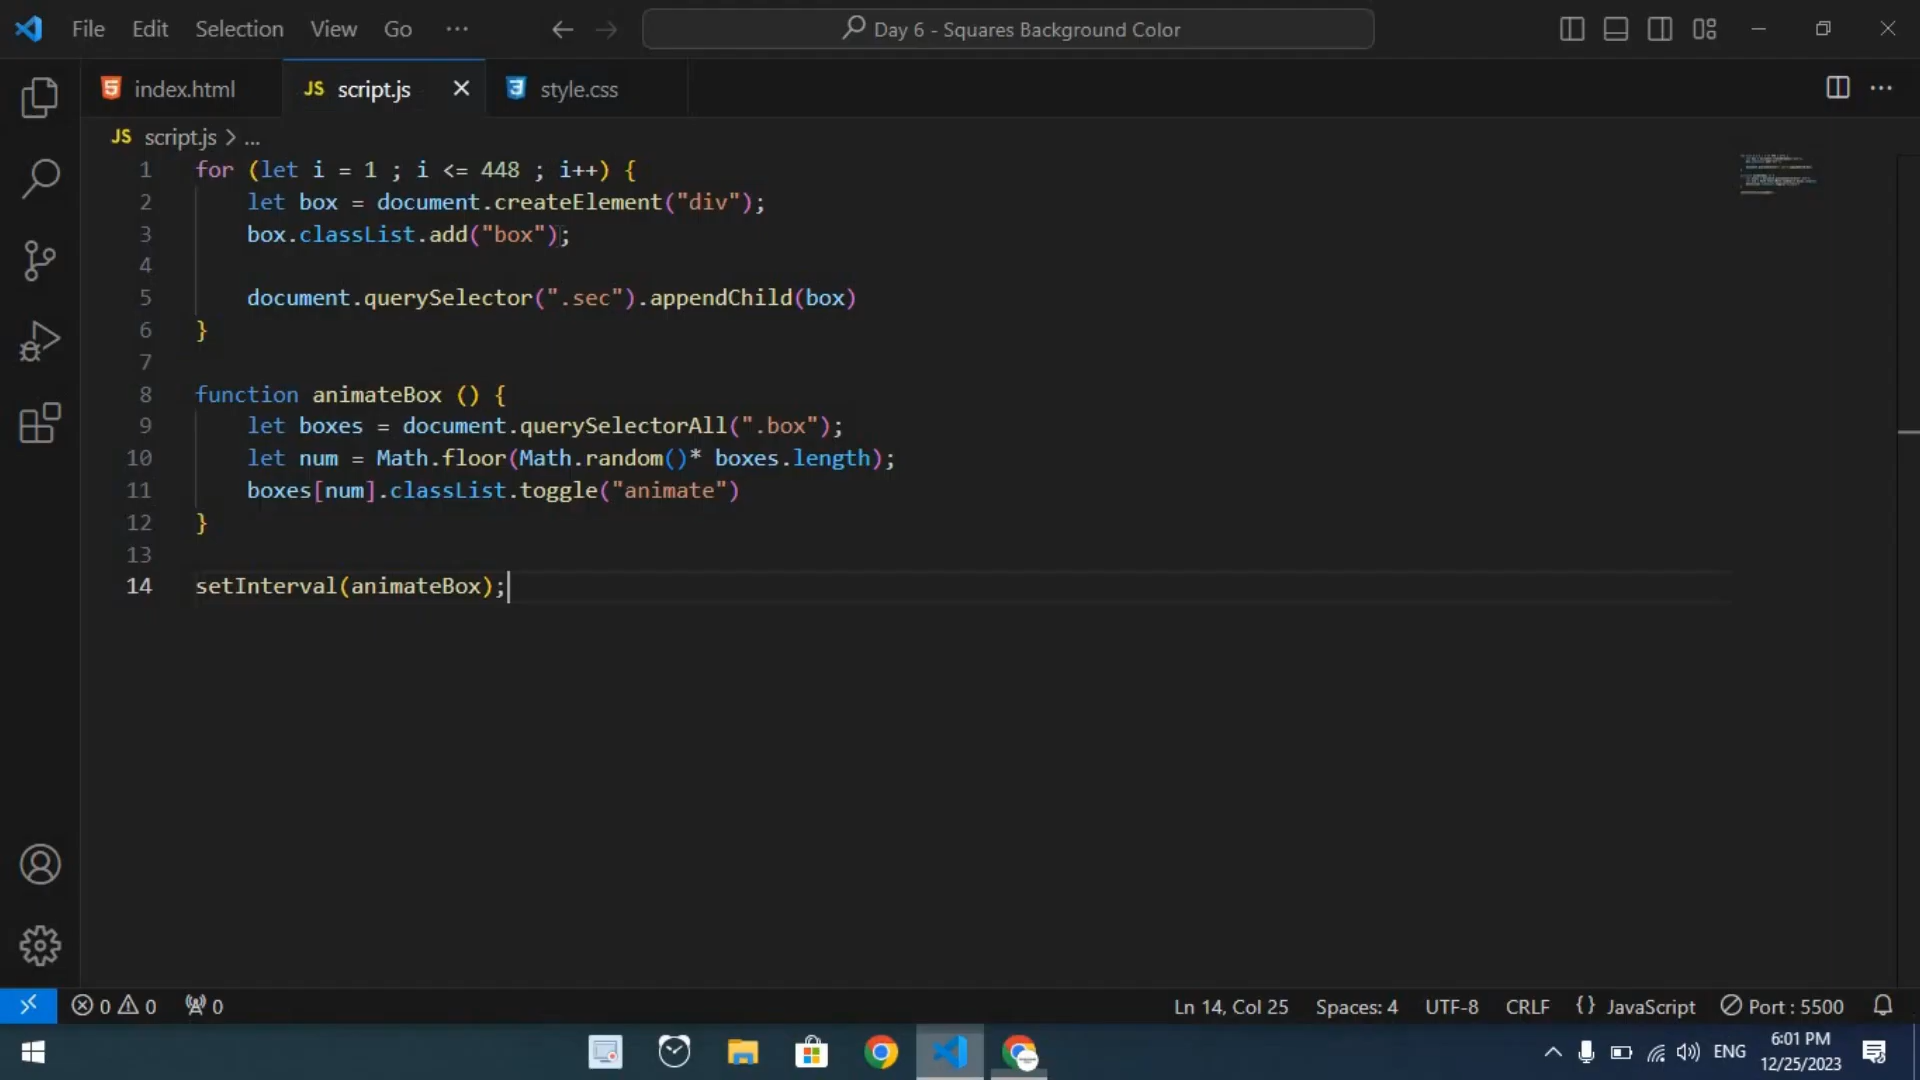 File Edit Selection View Go ...
Day 6 - Squares Background Color
index.html
JS script.js
style.css
JS script.js > ...
1 for (let i = 1 ; i <= 448 ; i++) {
2 let box = document.createElement("div");
3 box.classList.add("box");
4
5 document.querySelector(".sec").appendChild(box)
6 }
7
8 function animateBox () {
9 let boxes = document.querySelectorAll(".box");
10 let num = Math.floor(Math.random()* boxes.length);
11 boxes[num].classList.toggle("animate")
12 }
13
14 setInterval(animateBox);
0 0 0
Ln 14, Col 25 Spaces: 4 UTF-8 CRLF {} JavaScript Port : 5500
ENG
6:01 PM
12/25/2023